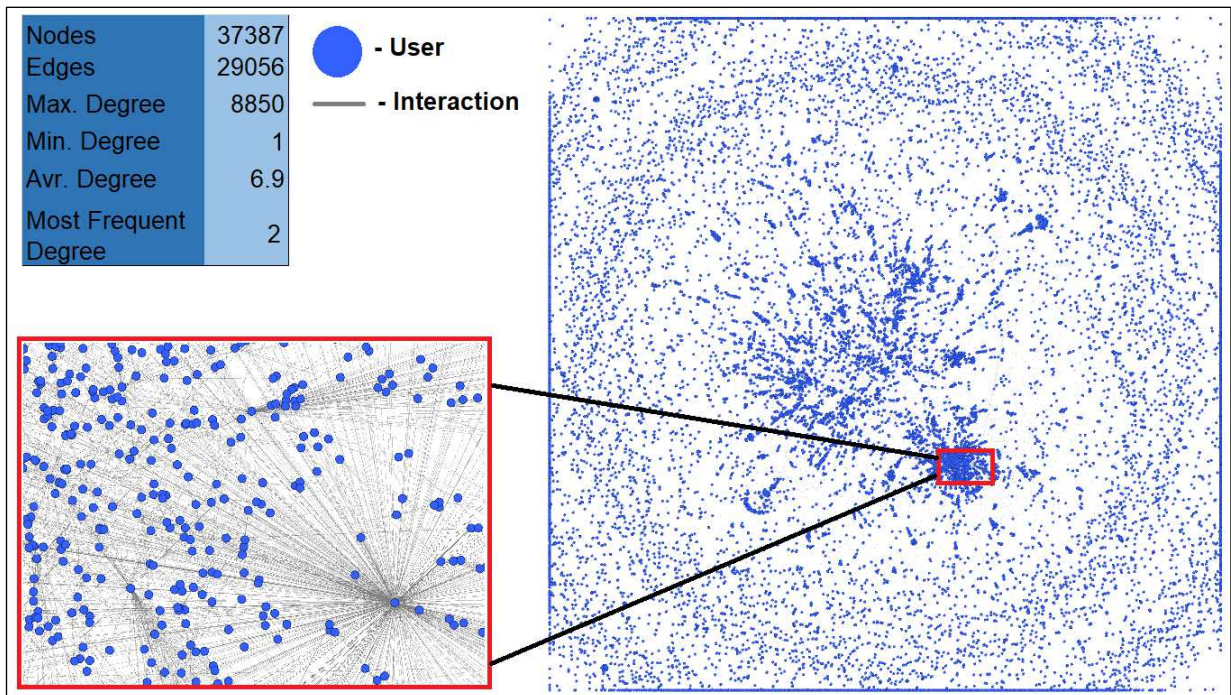 Nodes 37387
Edges 29056
Max. Degree 8850
Min. Degree 1
Avr. Degree 6.9
Most Frequent
Degree 2
- User
- Interaction